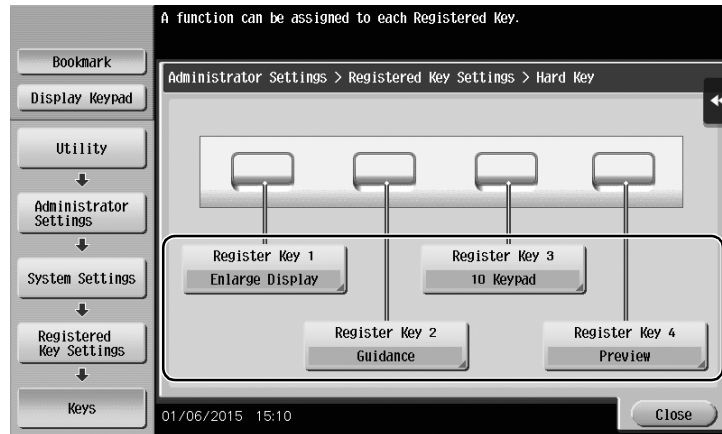 A function can be assigned to each Registered Key.
Bookmark
Display Keypad
Utility
Administrator
Settings
System Settings
Registered
Key Settings
Keys
Administrator Settings > Registered Key Settings > Hard Key
Register Key 1
Enlarge Display
Register Key 3
10 Keypad
Register Key 2
Guidance
Register Key 4
Preview
01/06/2015 15:10
Close